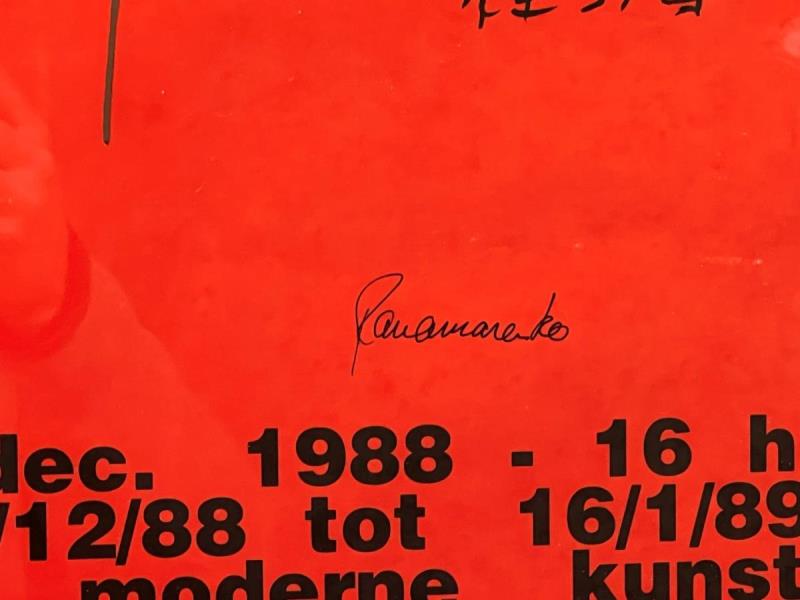 Panamarenko
dec. 1988 - 16 h
/12/88 tot 16/1/89
moderne kunst